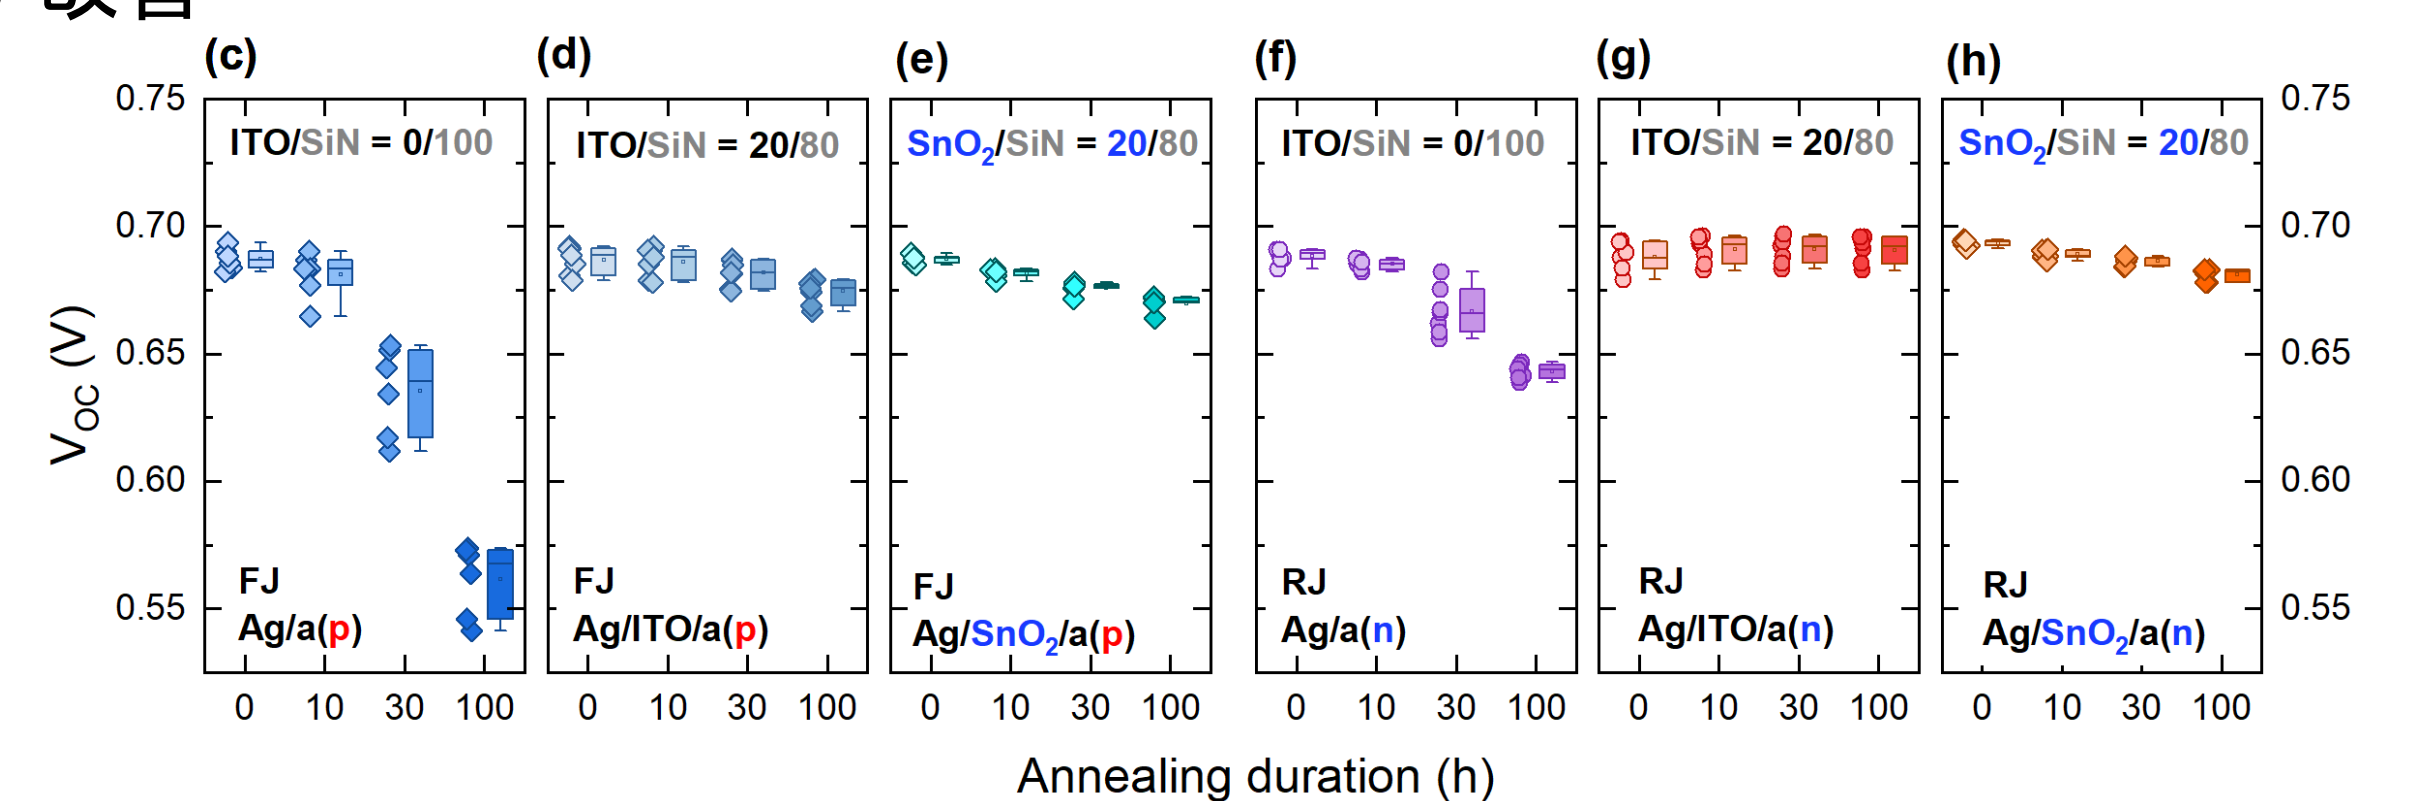 改善
(c)
(d)
(e)
(f)
(g)
(h)
0.75
0.70
0.65
0.60
0.55
V_OC (V)
ITO/SiN = 0/100
FJ
Ag/a(p)
0 10 30 100
ITO/SiN = 20/80
FJ
Ag/ITO/a(p)
0 10 30 100
SnO₂/SiN = 20/80
FJ
Ag/SnO₂/a(p)
0 10 30 100
ITO/SiN = 0/100
RJ
Ag/a(n)
0 10 30 100
ITO/SiN = 20/80
RJ
Ag/ITO/a(n)
0 10 30 100
SnO₂/SiN = 20/80
RJ
Ag/SnO₂/a(n)
0 10 30 100
0.75
0.70
0.65
0.60
0.55
Annealing duration (h)